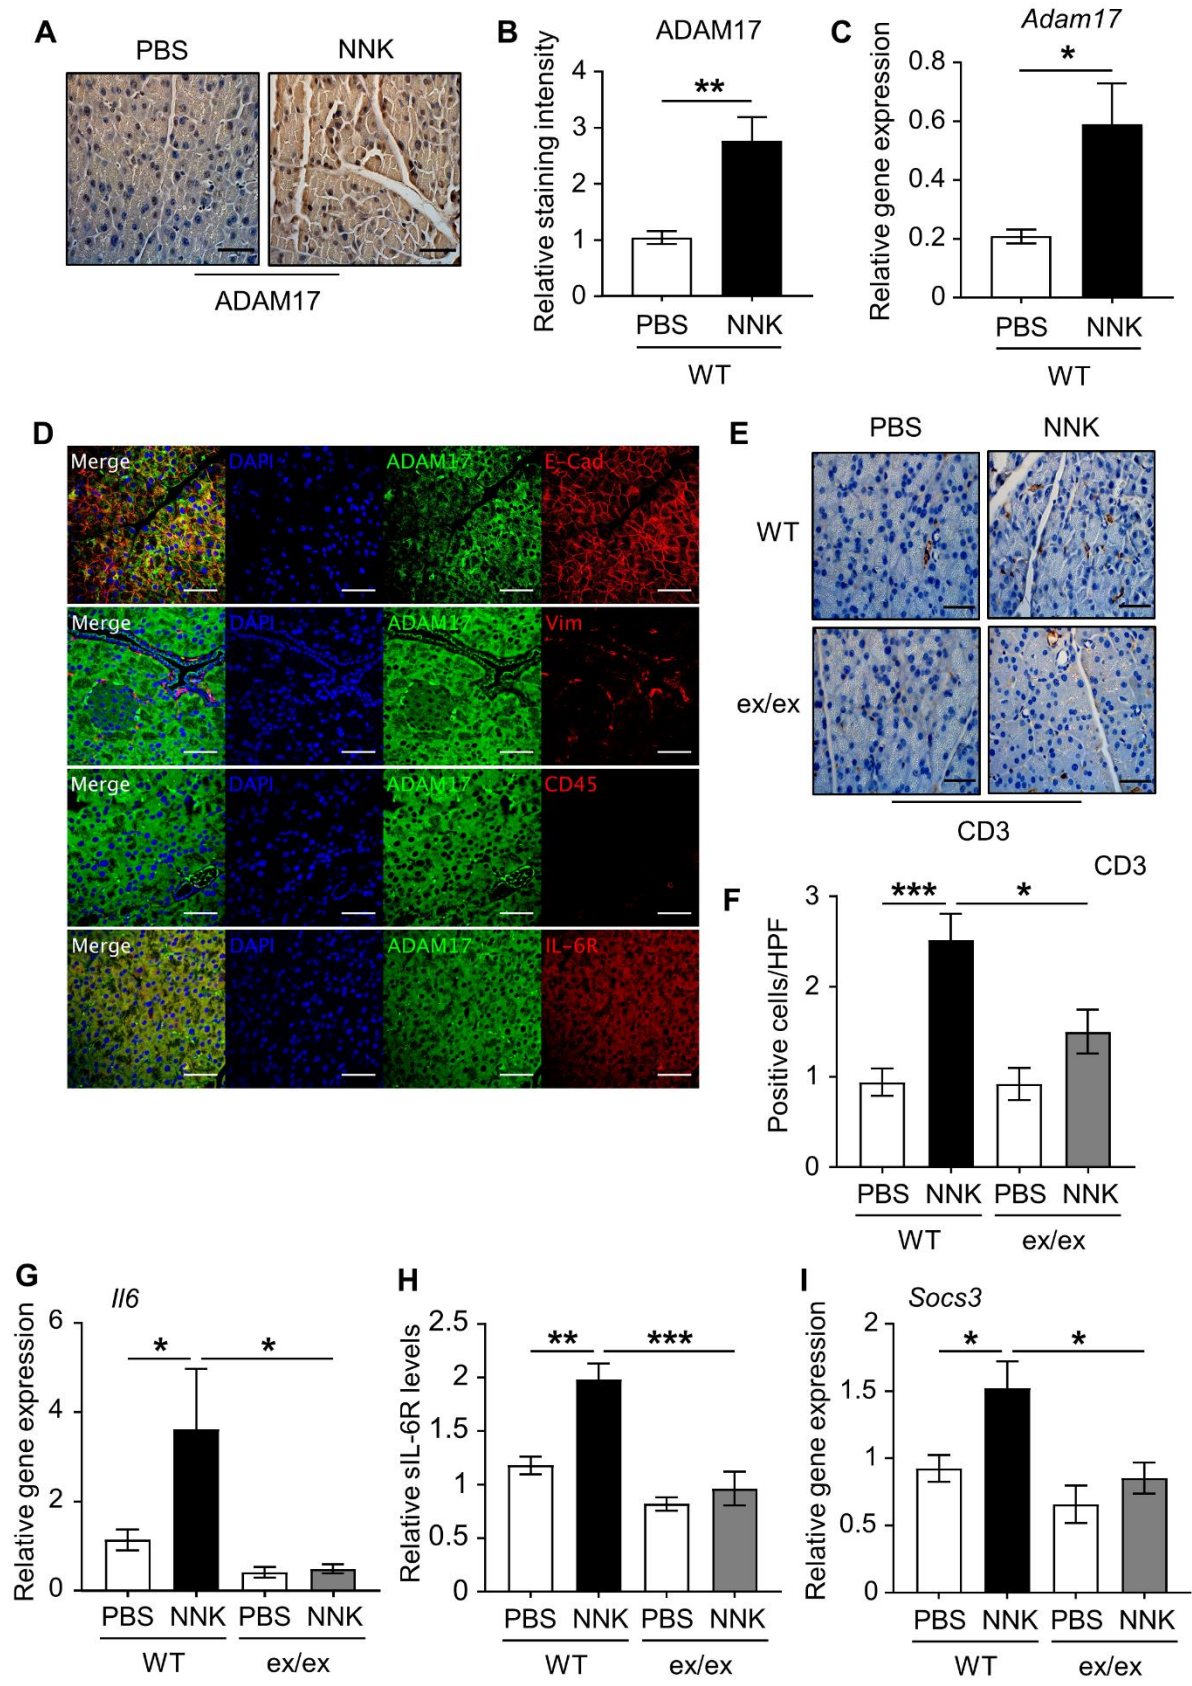 A
PBS NNK
ADAM17
B
ADAM17
Relative staining intensity
4
3
2
1
0
**
PBS NNK
WT
C
Adam17
Relative gene expression
0.8
0.6
0.4
0.2
0
*
PBS NNK
WT
D
Merge DAPI ADAM17 E-Cad
Merge DAPI ADAM17 Vim
Merge DAPI ADAM17 CD45
Merge DAPI ADAM17 IL-6R
E
PBS NNK
WT
ex/ex
CD3
F
CD3
Positive cells/HPF
3
2
1
0
*** *
PBS NNK PBS NNK
WT ex/ex
G
Il6
Relative gene expression
6
4
2
0
* *
PBS NNK PBS NNK
WT ex/ex
H
Relative sIL-6R levels
2.5
2
1.5
1
0.5
0
** ***
PBS NNK PBS NNK
WT ex/ex
I
Socs3
Relative gene expression
2
1.5
1
0.5
0
* *
PBS NNK PBS NNK
WT ex/ex